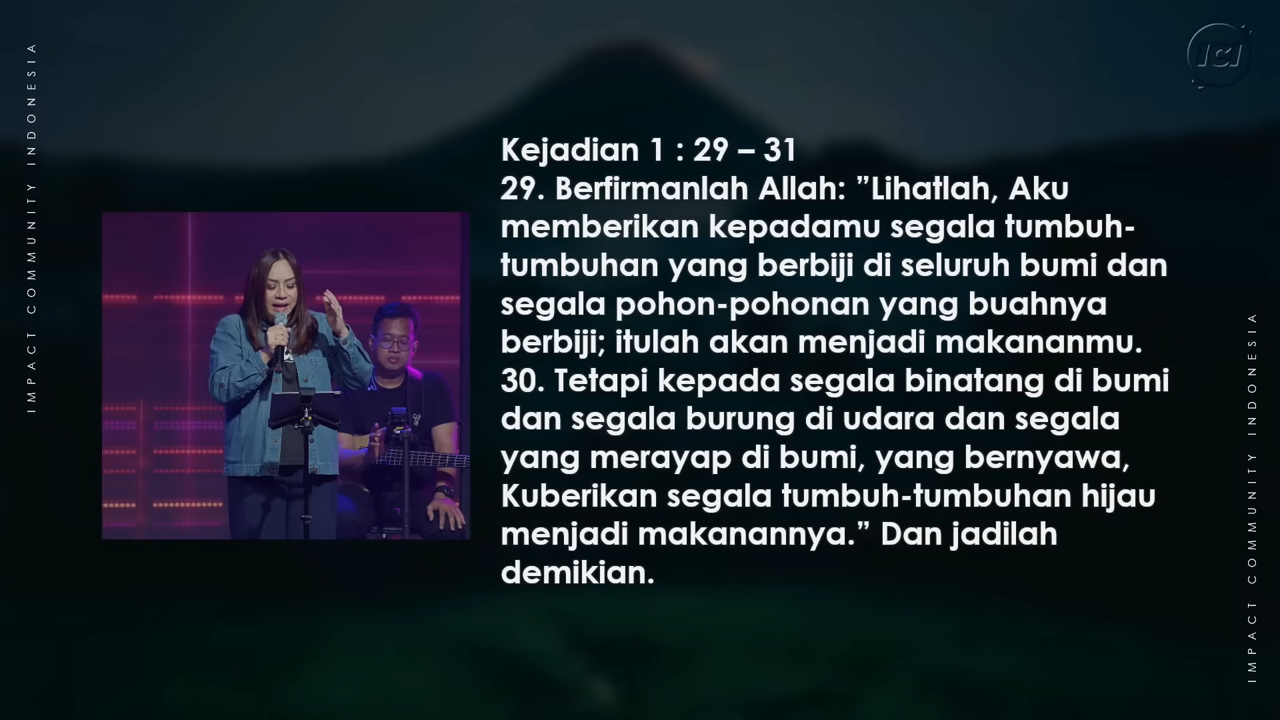 IMPACT COMMUNITY INDONESIA
ICI
Kejadian 1 : 29 – 31
29. Berfirmanlah Allah: ”Lihatlah, Aku
memberikan kepadamu segala tumbuh-
tumbuhan yang berbiji di seluruh bumi dan
segala pohon-pohonan yang buahnya
berbiji; itulah akan menjadi makananmu.
30. Tetapi kepada segala binatang di bumi
dan segala burung di udara dan segala
yang merayap di bumi, yang bernyawa,
Kuberikan segala tumbuh-tumbuhan hijau
menjadi makanannya.” Dan jadilah
demikian.
IMPACT COMMUNITY INDONESIA